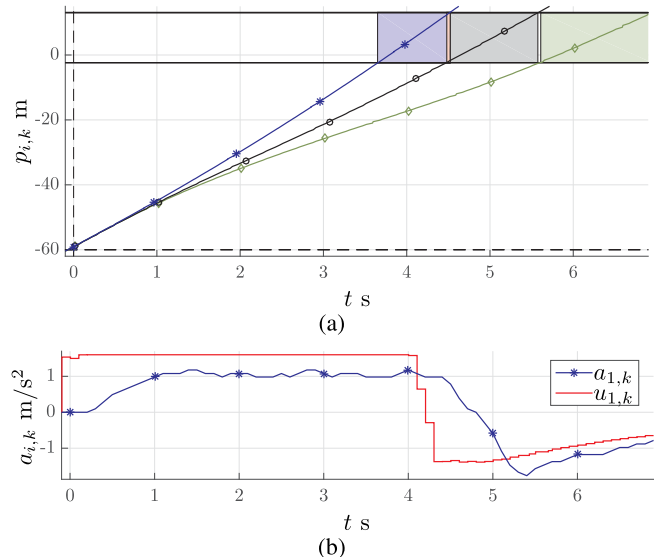 0
-20
-40
-60
p_{i,k} m
0 1 2 3 4 5 6
t s
(a)
1
0
-1
a_{i,k} m/s²
a_{1,k}
u_{1,k}
0 1 2 3 4 5 6
t s
(b)